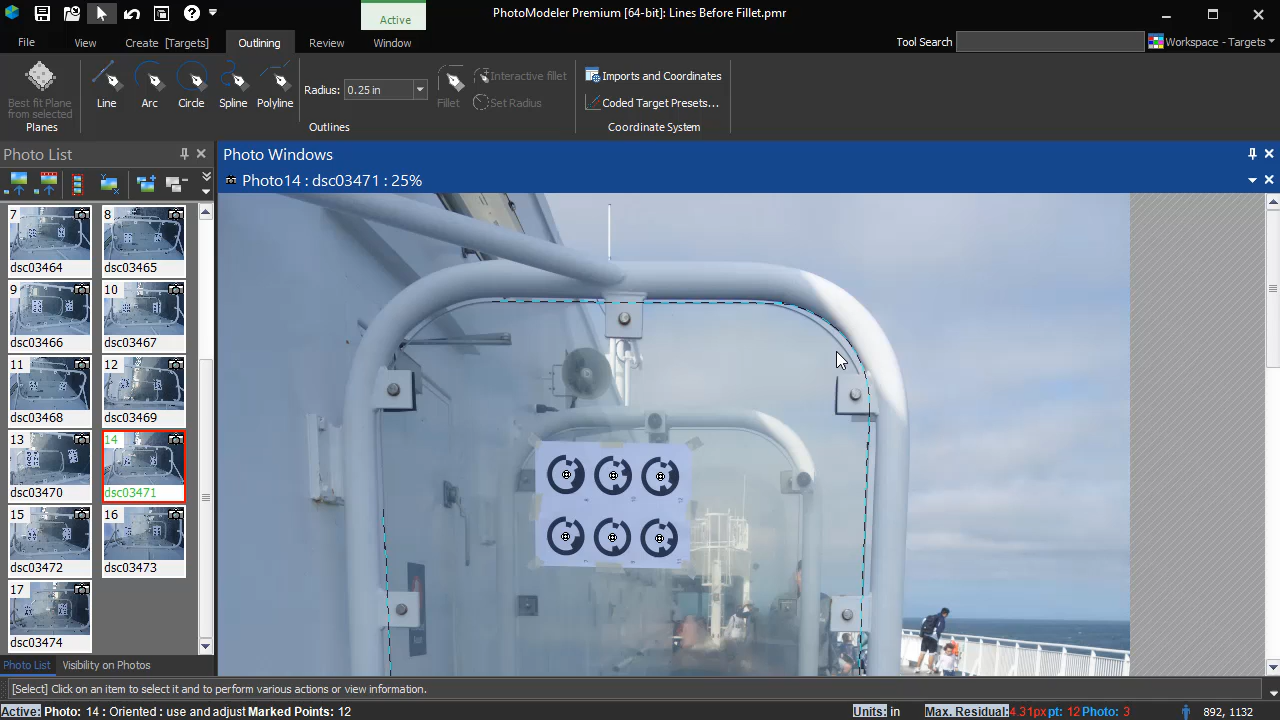 PhotoModeler Premium [64-bit]: Lines Before Fillet.pmr
Active
File
View
Create [Targets]
Outlining
Review
Window
Tool Search
Workspace - Targets
Best fit Plane
from selected
Planes
Line
Arc
Circle
Spline
Polyline
Radius:
0.25 in
Fillet
Interactive fillet
Set Radius
Outlines
Imports and Coordinates
Coded Target Presets...
Coordinate System
Photo List
Photo Windows
Photo14 : dsc03471 : 25%
7
8
dsc03464
dsc03465
9
10
dsc03466
dsc03467
11
12
dsc03468
dsc03469
13
14
dsc03470
dsc03471
15
16
dsc03472
dsc03473
17
dsc03474
Photo List
Visibility on Photos
[Select] Click on an item to select it and to perform various actions or view information.
Active: Photo: 14 : Oriented : use and adjust Marked Points: 12
Units: in
Max. Residual: 4.31px pt: 12 Photo: 3
892, 1132